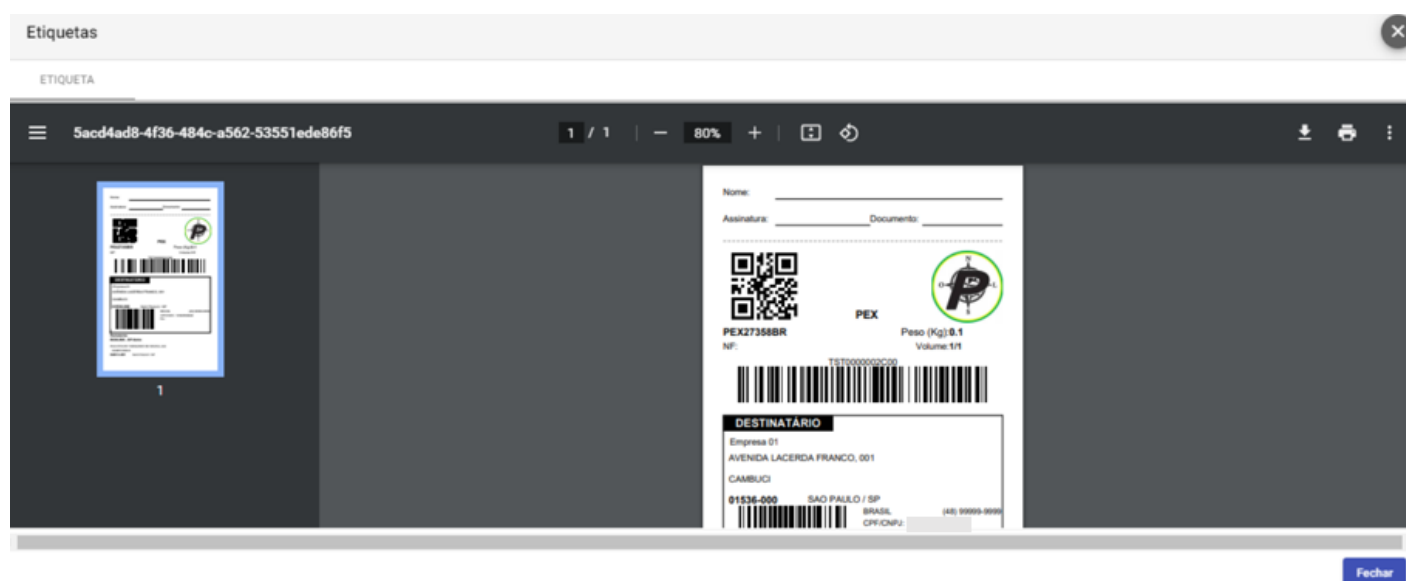 Etiquetas
ETIQUETA
5acd4ad8-4f36-484c-a562-53551ede86f5
1 / 1
80%
1
Nome:
Assinatura: Documento:
PEX
P
PEX27358BR
Peso (Kg):0.1
NF:
Volume:1/1
TST0000002C00
DESTINATÁRIO
Empresa 01
AVENIDA LACERDA FRANCO, 001
CAMBUCI
01536-000 SAO PAULO / SP
BRASIL (48) 99999-9999
CPF/CNPJ:
Fechar